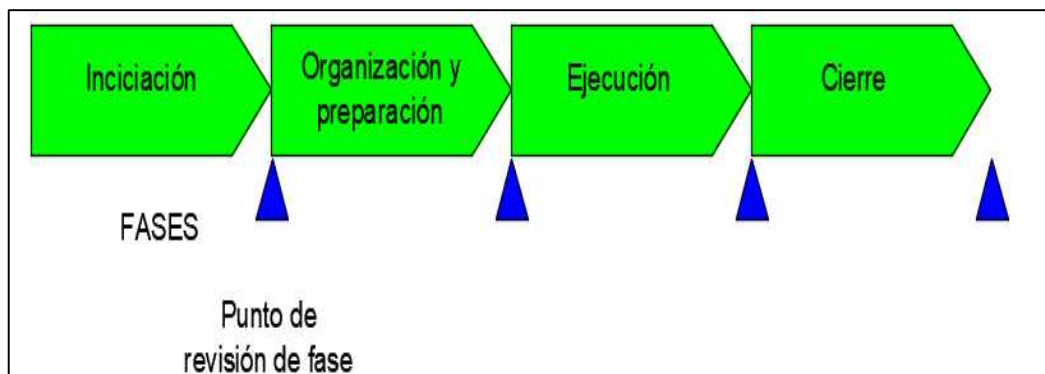 Inciciación
Organización y
preparación
Ejecución
Cierre
FASES
Punto de
revisión de fase